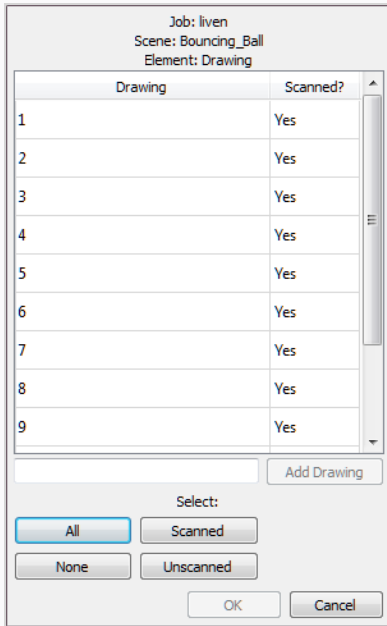 Job: liven
Scene: Bouncing_Ball
Element: Drawing
Drawing Scanned?
1 Yes
2 Yes
3 Yes
4 Yes
5 Yes
6 Yes
7 Yes
8 Yes
9 Yes
Add Drawing
Select:
All Scanned
None Unscanned
OK Cancel